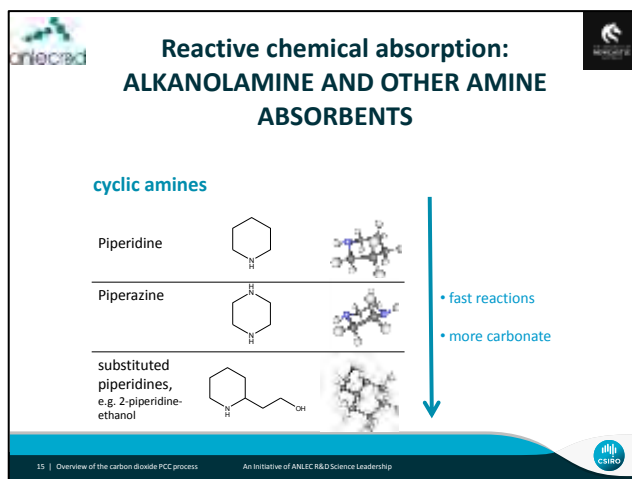 anlecr&d
Reactive chemical absorption:
ALKANOLAMINE AND OTHER AMINE
ABSORBENTS
cyclic amines
Piperidine
N
H
Piperazine
H
N
N
H
• fast reactions
• more carbonate
substituted
piperidines,
e.g. 2-piperidine-
ethanol
N
H
OH
15 | Overview of the carbon dioxide PCC process
An Initiative of ANLEC R&D Science Leadership
CSIRO